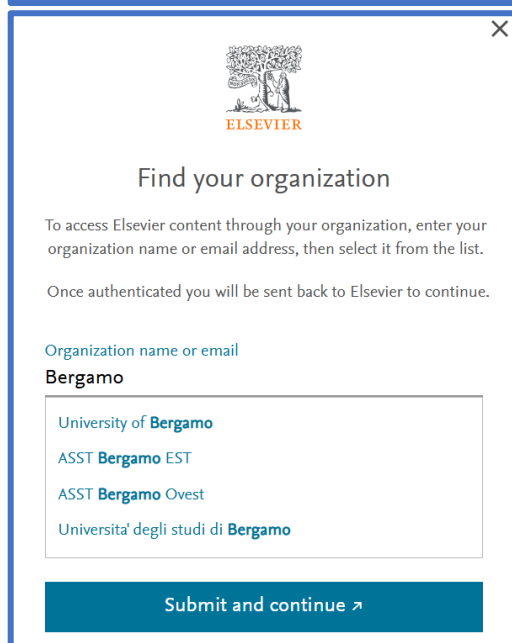 ELSEVIER
Find your organization
To access Elsevier content through your organization, enter your
organization name or email address, then select it from the list.
Once authenticated you will be sent back to Elsevier to continue.
Organization name or email
Bergamo
University of Bergamo
ASST Bergamo EST
ASST Bergamo Ovest
Universita' degli studi di Bergamo
Submit and continue ↗